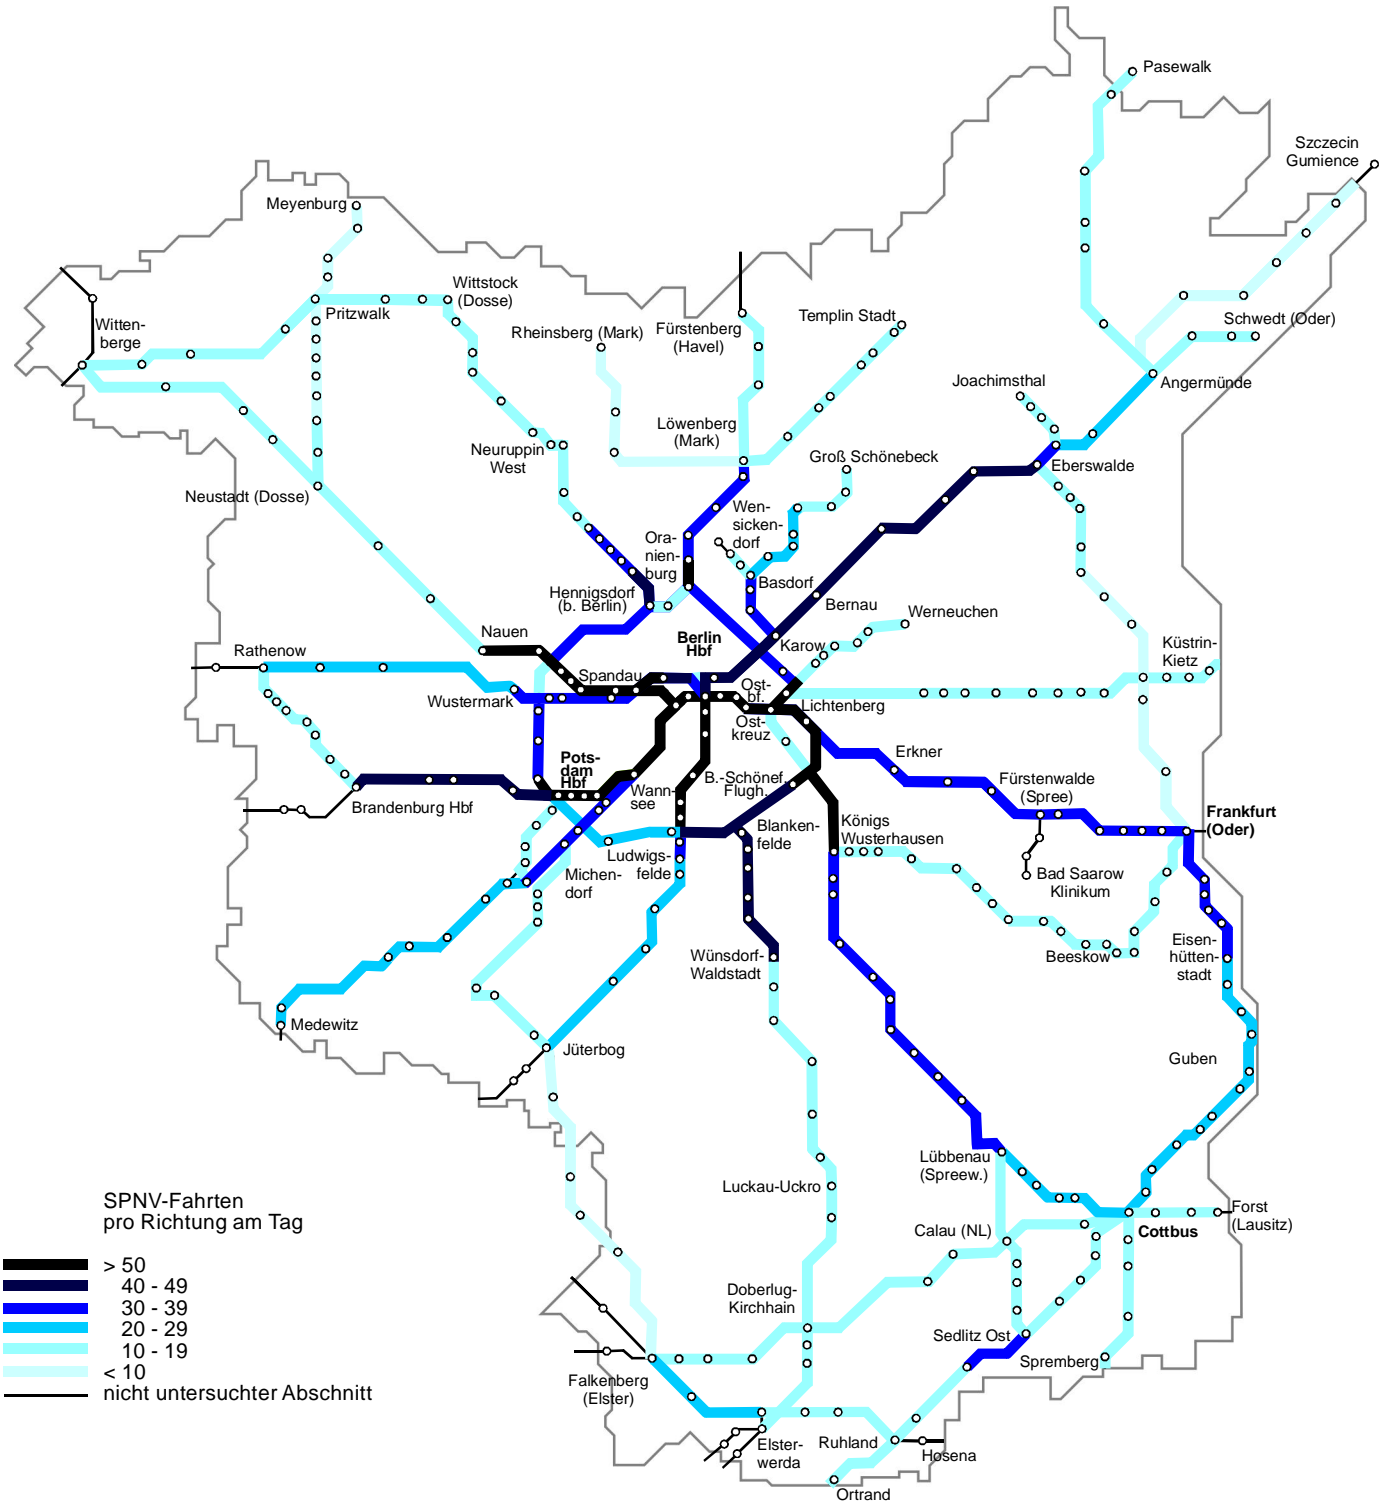 Pasewalk
Szczecin
Gumience
Meyenburg
Wittstock
(Dosse)
Pritzwalk
Witten-
berge
Rheinsberg (Mark)
Fürstenberg
(Havel)
Templin Stadt
Schwedt (Oder)
Joachimsthal
Angermünde
Löwenberg
(Mark)
Neuruppin
West
Groß Schönebeck
Eberswalde
Neustadt (Dosse)
Wen-
sicken-
dorf
Ora-
nien-
burg
Hennigsdorf
(b. Berlin)
Basdorf
Bernau
Werneuchen
Nauen
Berlin
Hbf
Karow
Küstrin-
Kietz
Rathenow
Spandau
Wustermark
Ost-
bf.
Lichtenberg
Ost-
kreuz
Erkner
Pots-
dam
Hbf
Wann-
see
B.-Schönef.
Flugh.
Fürstenwalde
(Spree)
Brandenburg Hbf
Frankfurt
(Oder)
Blanken-
felde
Königs
Wusterhausen
Ludwigs-
felde
Michen-
dorf
Bad Saarow
Klinikum
Wünsdorf-
Waldstadt
Beeskow
Eisen-
hütten-
stadt
Medewitz
Jüterbog
Guben
Lübbenau
(Spreew.)
Luckau-Uckro
Calau (NL)
Forst
(Lausitz)
Cottbus
SPNV-Fahrten
pro Richtung am Tag
> 50
40 - 49
30 - 39
20 - 29
10 - 19
< 10
nicht untersuchter Abschnitt
Doberlug-
Kirchhain
Sedlitz Ost
Spremberg
Falkenberg
(Elster)
Elster-
werda
Ruhland
Hosena
Ortrand